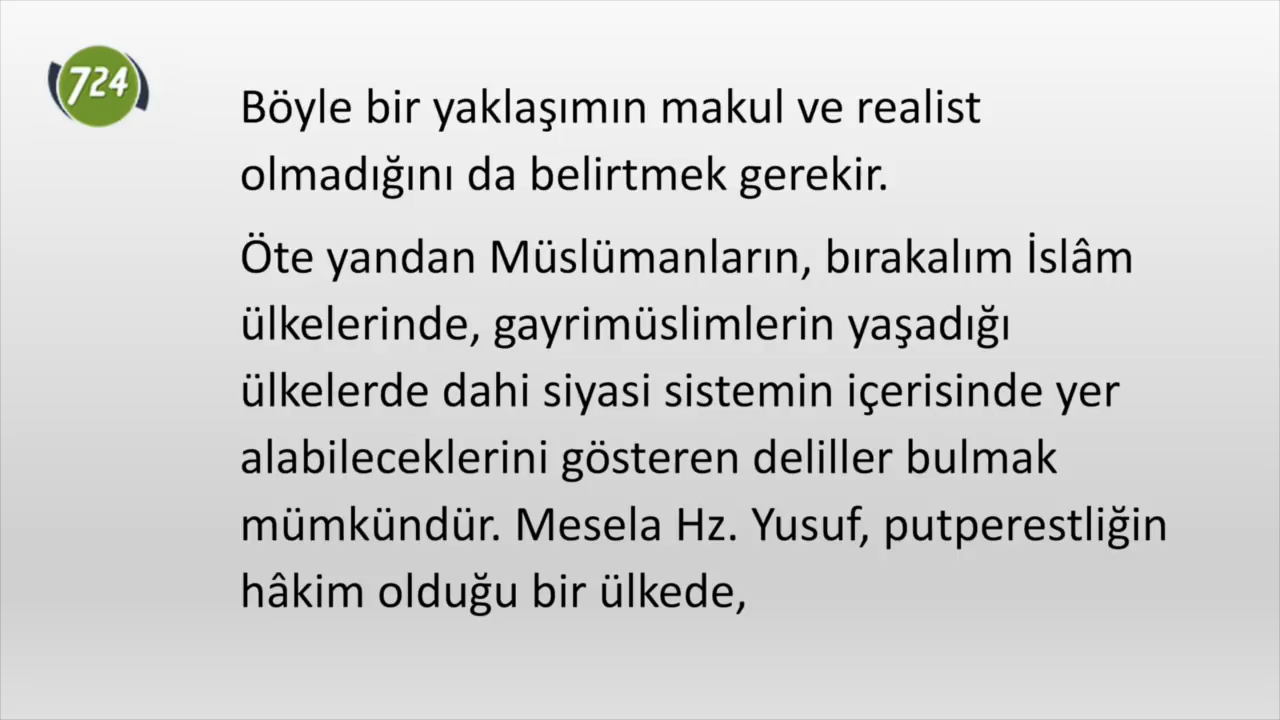 724
Böyle bir yaklaşımın makul ve realist
olmadığını da belirtmek gerekir.
Öte yandan Müslümanların, bırakalım İslâm
ülkelerinde, gayrimüslimlerin yaşadığı
ülkelerde dahi siyasi sistemin içerisinde yer
alabileceklerini gösteren deliller bulmak
mümkündür. Mesela Hz. Yusuf, putperestliğin
hâkim olduğu bir ülkede,